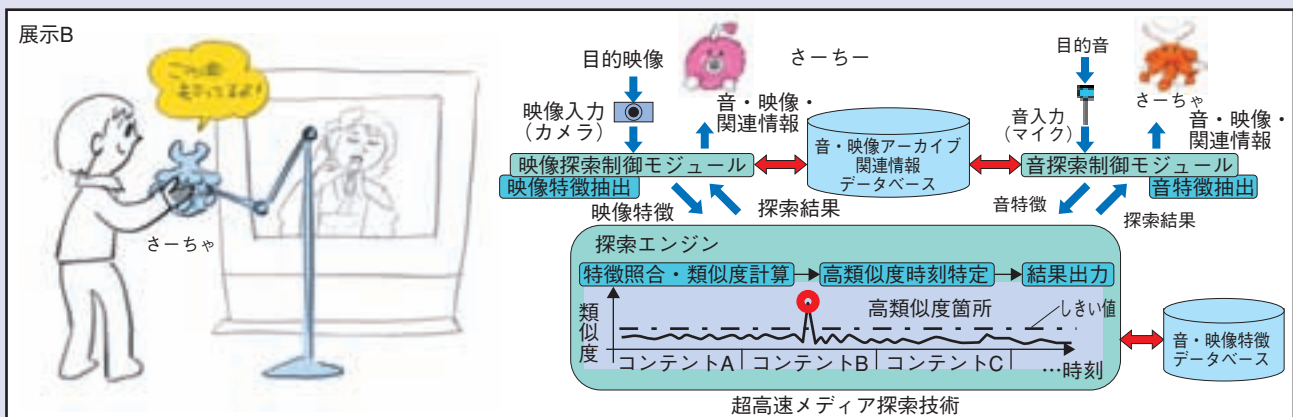 展示B
さーちゃ
目的映像
さーちー
映像入力
(カメラ)
音・映像・
関連情報
目的音
さーちゃ
音入力
(マイク)
音・映像・
関連情報
映像探索制御モジュール
映像特徴抽出
音・映像アーカイブ
関連情報
データベース
音探索制御モジュール
音特徴抽出
映像特徴
探索結果
音特徴
探索結果
探索エンジン
特徴照合・類似度計算
高類似度時刻特定
結果出力
類似度
高類似度箇所
しきい値
コンテントA
コンテントB
コンテントC
…時刻
音・映像特徴
データベース
超高速メディア探索技術